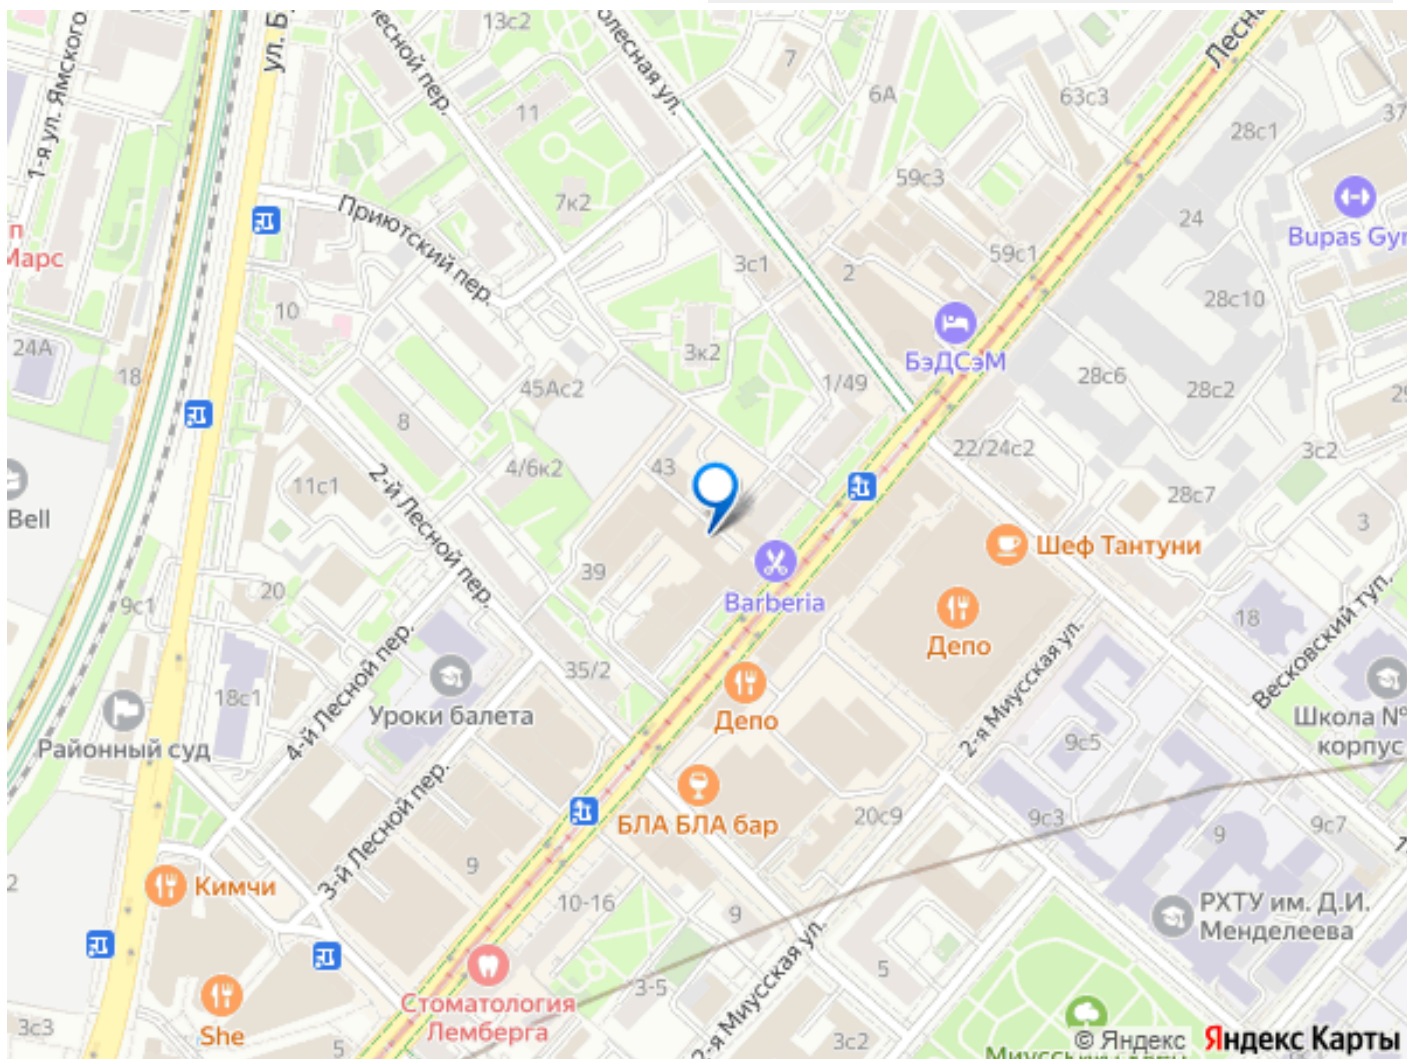 13с2
лесной пер.
олесная ул.
Лесна
1-я ул. Ямского
ул. Б
7
6А
63с3
37
28с1
11
59с3
7к2
24
Приютский пер.
Bupas Gyr
п
Марс
3с1
2
59с1
10
28с10
24А
3к2
БэДСэМ
18
45Ас2
1/49
28с6
28с2
29
8
22/24с2
3с2
43
4/6к2
11с1
2-й Лесной пер.
28с7
Bell
3
Шеф Тантуни
39
20
9с1
Barberia
18
Депо
Весковский туп.
35/2
18с1
4-й Лесной пер.
Уроки балета
Депо
2-я Миусская ул.
9с5
Школа №
корпус
Районный суд
3-й Лесной пер.
БЛА БЛА бар
20с9
9с3
9
9с7
9
2
Кимчи
10-16
9
РХТУ им. Д.И.
Менделеева
5
Стоматология
Лемберга
3-5
2-я Миусская ул.
She
3с3
5
3с2
© Яндекс
Яндекс Карты